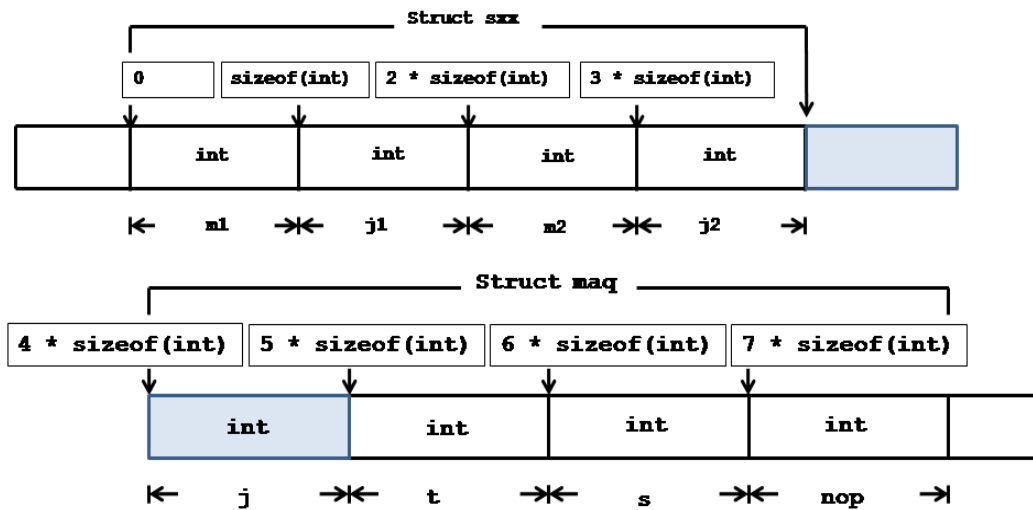 Struct sxx
0 sizeof(int) 2 * sizeof(int) 3 * sizeof(int)
int int int int
m1 j1 m2 j2
Struct maq
4 * sizeof(int) 5 * sizeof(int) 6 * sizeof(int) 7 * sizeof(int)
int int int int
j t s nop